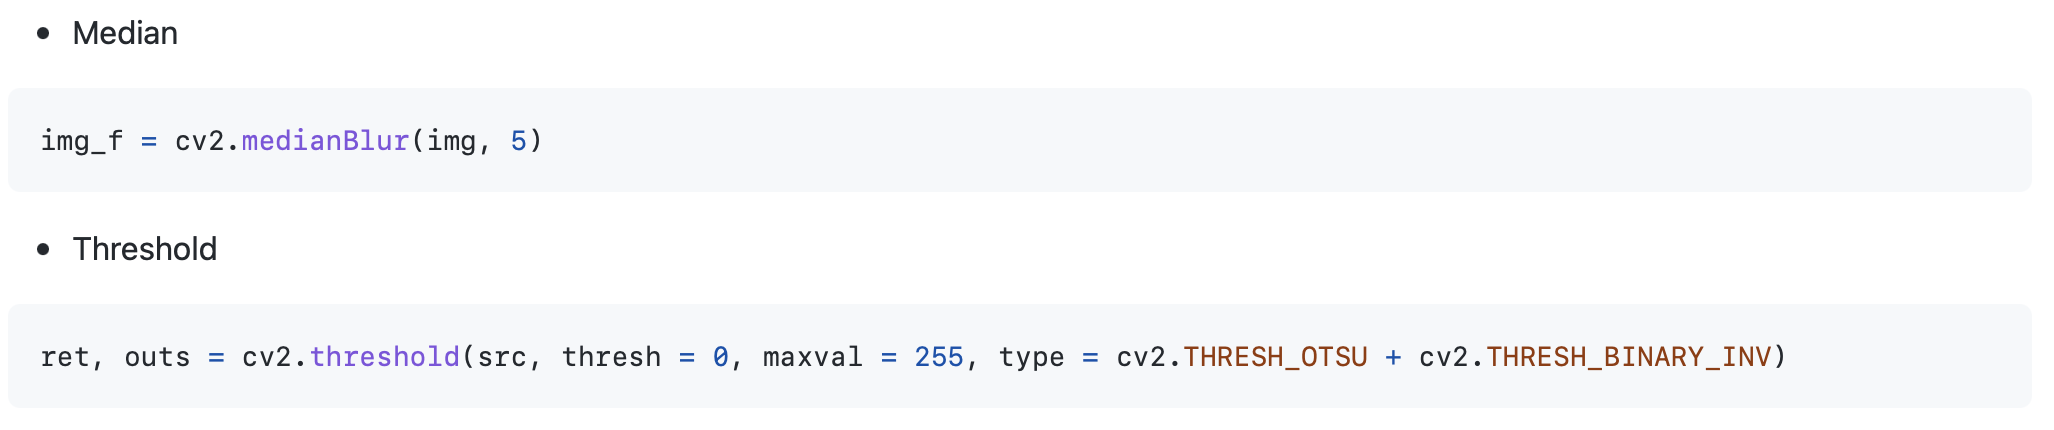 Median
img_f = cv2.medianBlur(img, 5)
Threshold
ret, outs = cv2.threshold(src, thresh = 0, maxval = 255, type = cv2.THRESH_OTSU + cv2.THRESH_BINARY_INV)